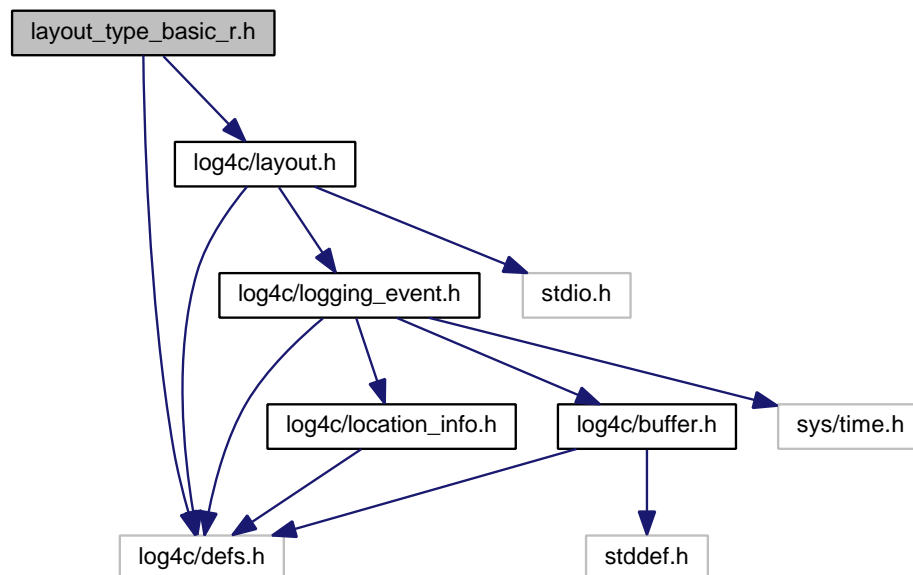 layout_type_basic_r.h
log4c/layout.h
log4c/logging_event.h
stdio.h
log4c/location_info.h
log4c/buffer.h
sys/time.h
log4c/defs.h
stddef.h